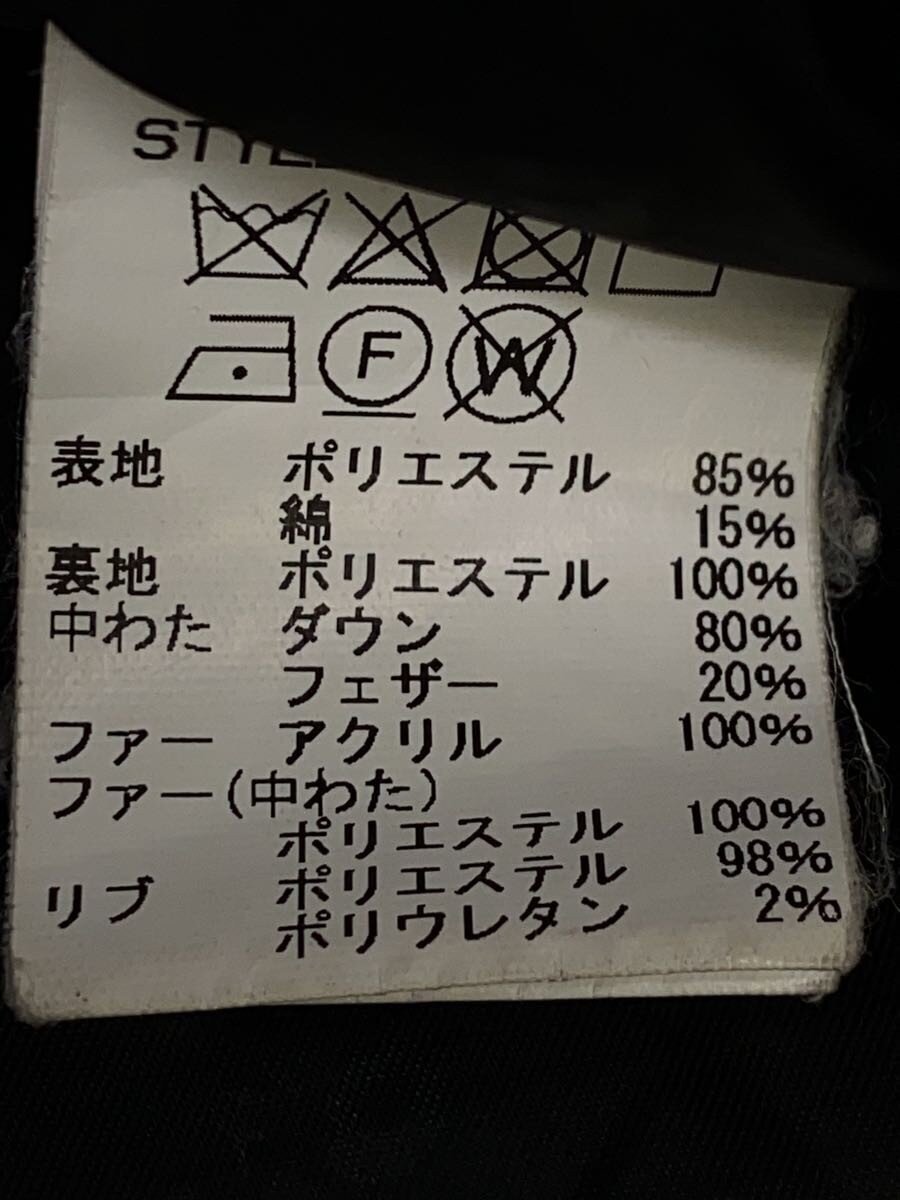 表地 ポリエステル 85%
綿 15%
裏地 ポリエステル 100%
中わた ダウン 80%
フェザー 20%
ファー アクリル 100%
ファー(中わた)
ポリエステル 100%
リブ ポリエステル 98%
ポリウレタン 2%